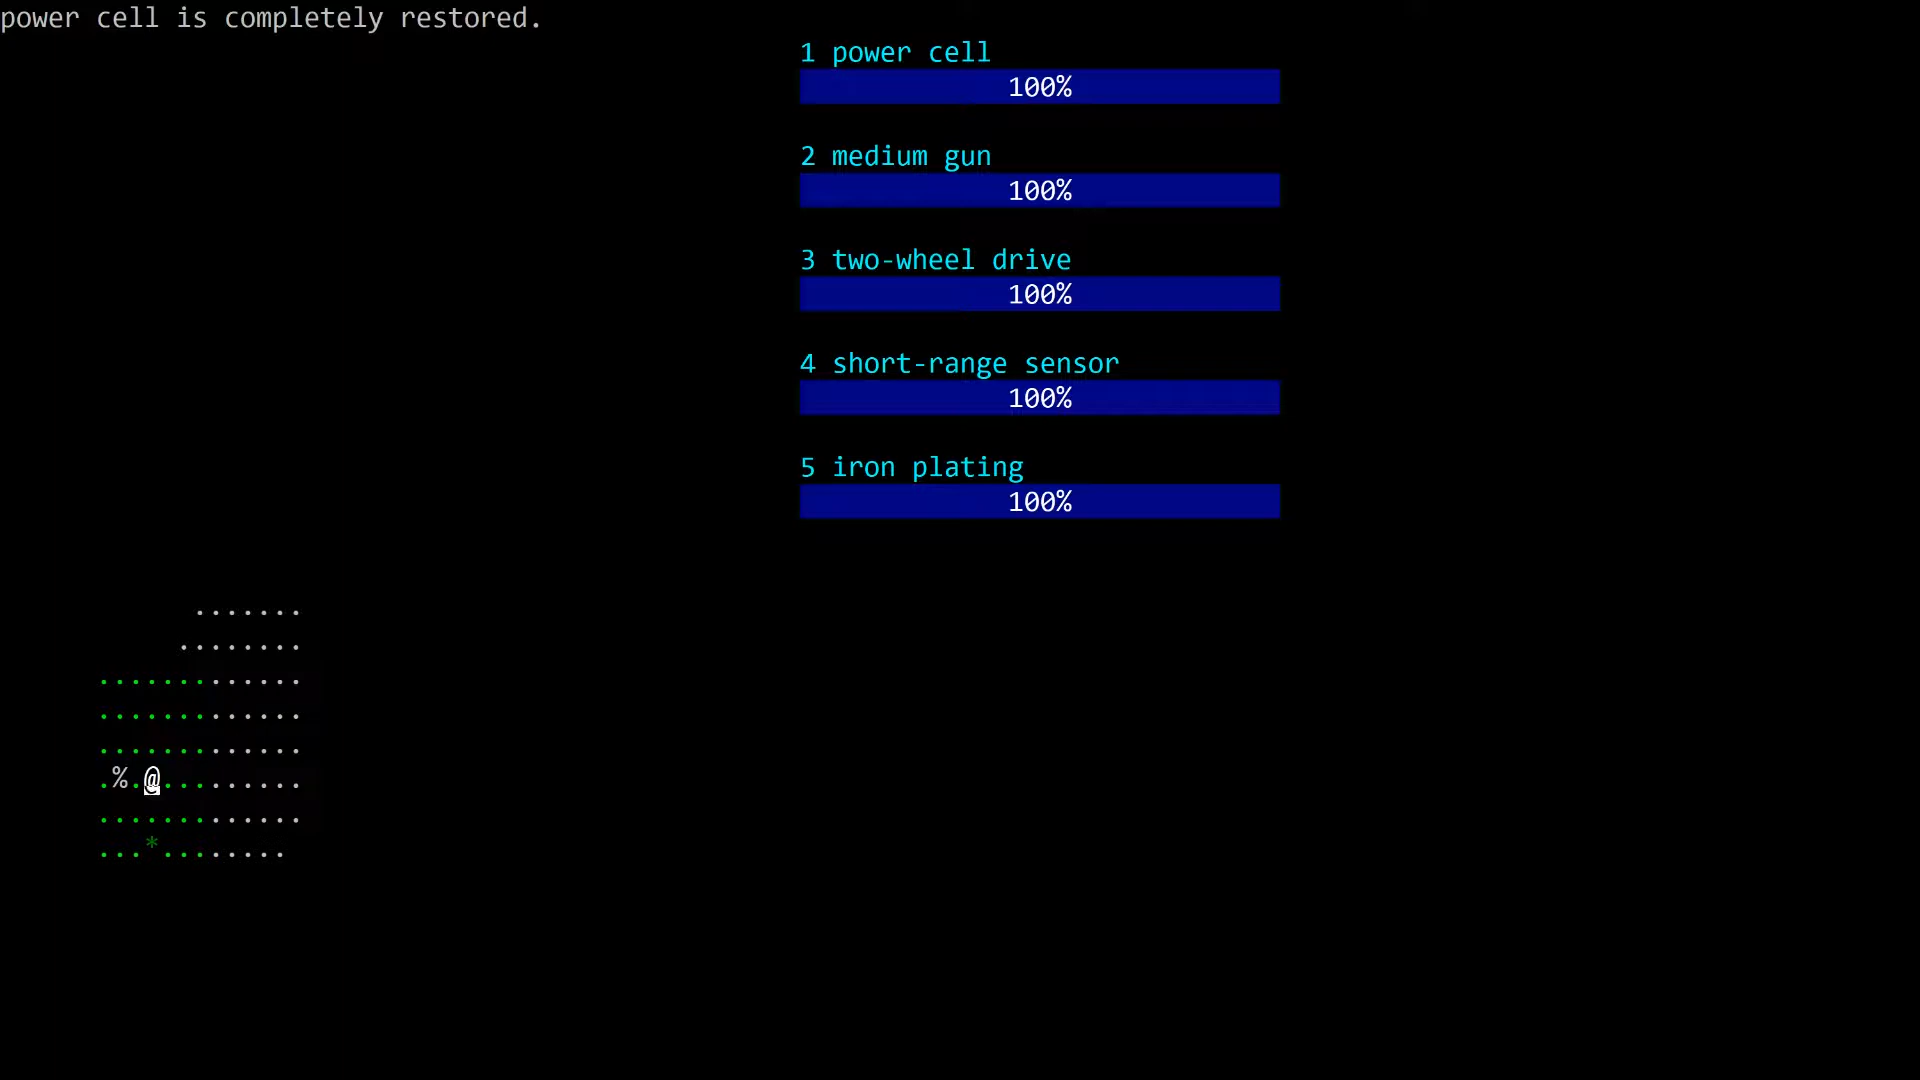 power cell is completely restored.
1 power cell
100%
2 medium gun
100%
3 two-wheel drive
100%
4 short-range sensor
100%
5 iron plating
100%
.......
........
.............
.............
.............
.%.@.........
.............
...*........